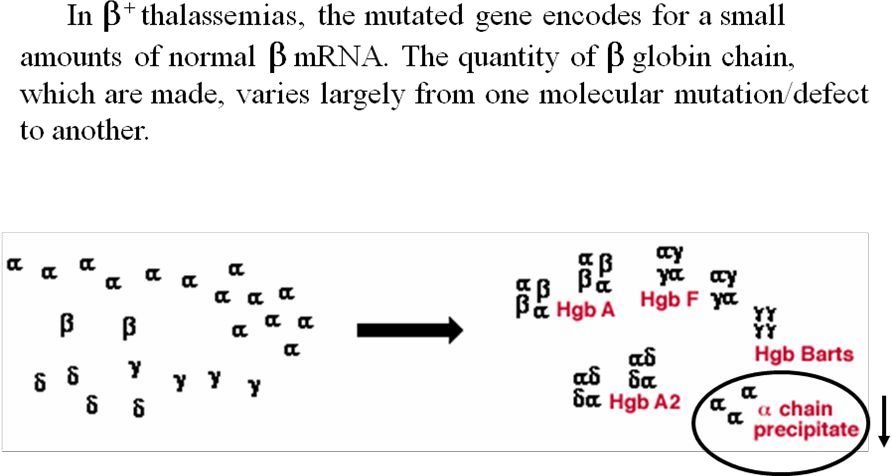 In β⁺ thalassemias, the mutated gene encodes for a small
amounts of normal β mRNA. The quantity of β globin chain,
which are made, varies largely from one molecular mutation/defect
to another.
α α α α α α α
α α α
α α α
α
β β
δ δ γ γ γ γ
δ δ
α β
β α
α β
β α
Hgb A
αγ
γα
Hgb F
αγ
γα
γγ
γγ
Hgb Barts
αδ
δα
αδ
δα
Hgb A2
α α
α
α chain
precipitate